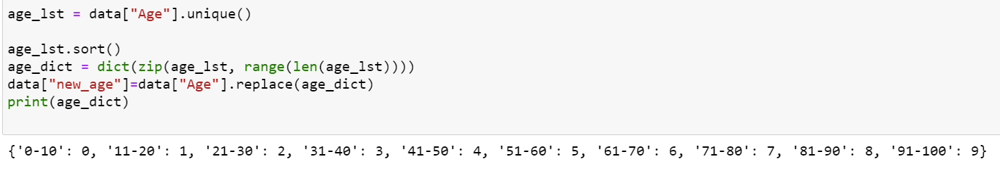 age_lst = data["Age"].unique()
age_lst.sort()
age_dict = dict(zip(age_lst, range(len(age_lst))))
data["new_age"]=data["Age"].replace(age_dict)
print(age_dict)
{'0-10': 0, '11-20': 1, '21-30': 2, '31-40': 3, '41-50': 4, '51-60': 5, '61-70': 6, '71-80': 7, '81-90': 8, '91-100': 9}